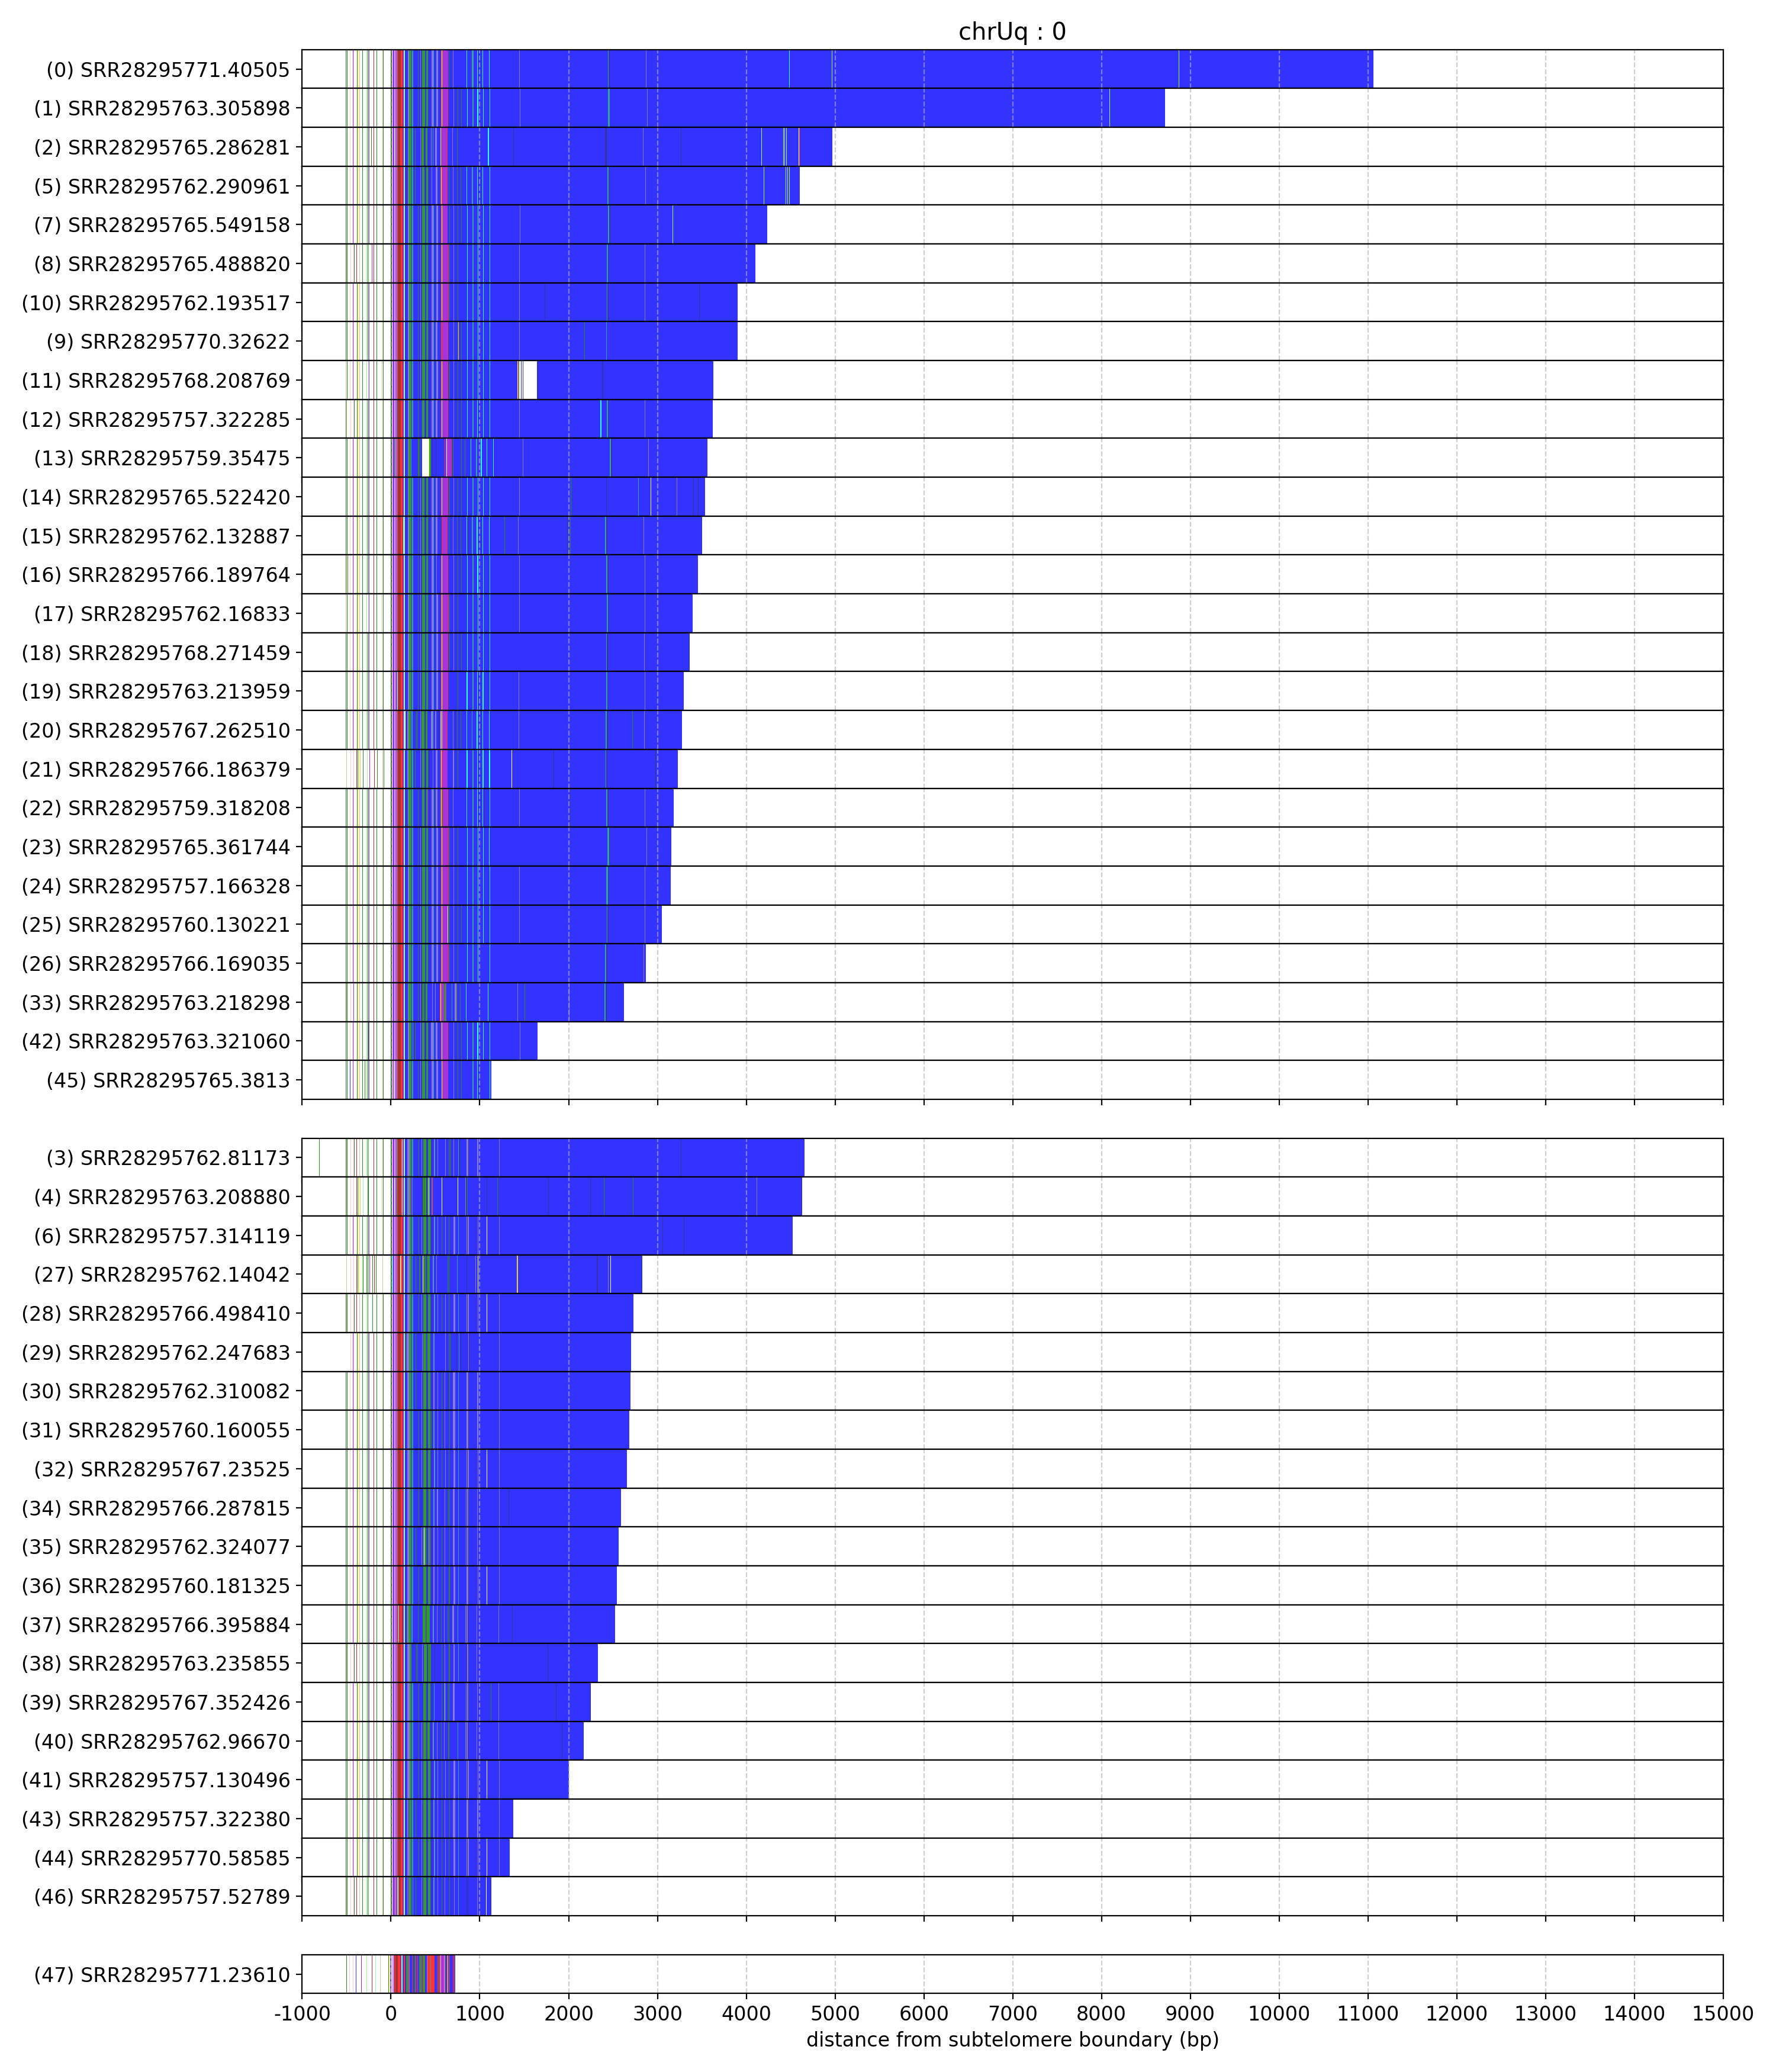 chrUq : 0
(0) SRR28295771.40505
(1) SRR28295763.305898
(2) SRR28295765.286281
(5) SRR28295762.290961
(7) SRR28295765.549158
(8) SRR28295765.488820
(10) SRR28295762.193517
(9) SRR28295770.32622
(11) SRR28295768.208769
(12) SRR28295757.322285
(13) SRR28295759.35475
(14) SRR28295765.522420
(15) SRR28295762.132887
(16) SRR28295766.189764
(17) SRR28295762.16833
(18) SRR28295768.271459
(19) SRR28295763.213959
(20) SRR28295767.262510
(21) SRR28295766.186379
(22) SRR28295759.318208
(23) SRR28295765.361744
(24) SRR28295757.166328
(25) SRR28295760.130221
(26) SRR28295766.169035
(33) SRR28295763.218298
(42) SRR28295763.321060
(45) SRR28295765.3813
(3) SRR28295762.81173
(4) SRR28295763.208880
(6) SRR28295757.314119
(27) SRR28295762.14042
(28) SRR28295766.498410
(29) SRR28295762.247683
(30) SRR28295762.310082
(31) SRR28295760.160055
(32) SRR28295767.23525
(34) SRR28295766.287815
(35) SRR28295762.324077
(36) SRR28295760.181325
(37) SRR28295766.395884
(38) SRR28295763.235855
(39) SRR28295767.352426
(40) SRR28295762.96670
(41) SRR28295757.130496
(43) SRR28295757.322380
(44) SRR28295770.58585
(46) SRR28295757.52789
(47) SRR28295771.23610
-1000 0 1000 2000 3000 4000 5000 6000 7000 8000 9000 10000 11000 12000 13000 14000 15000
distance from subtelomere boundary (bp)